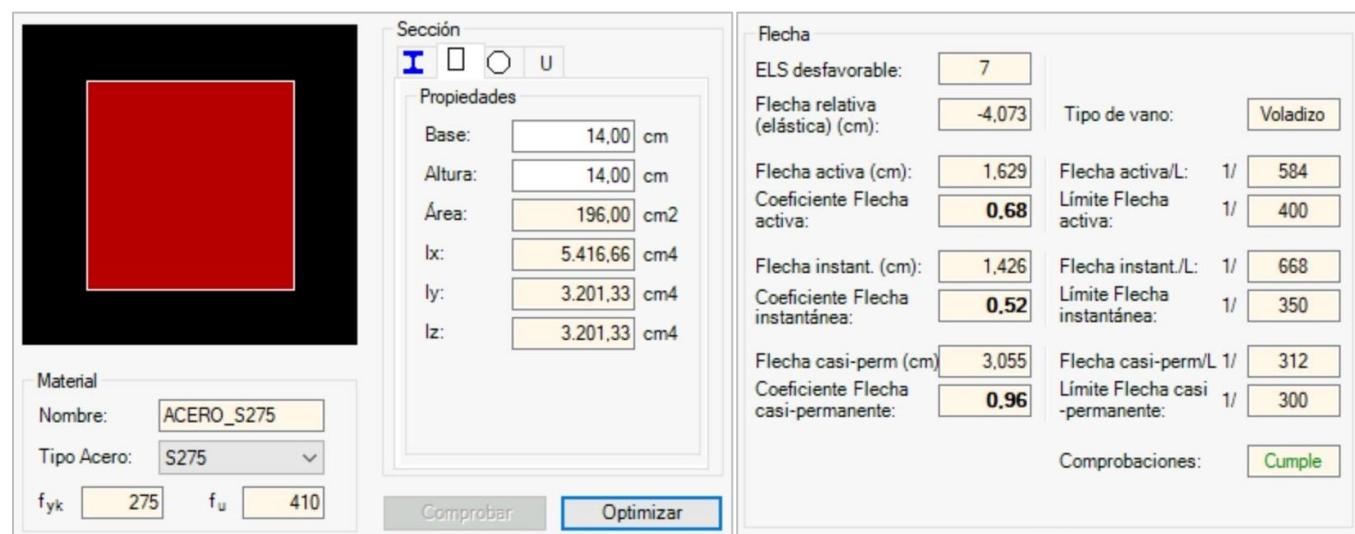 Sección
U
Propiedades
Base: 14,00 cm
Altura: 14,00 cm
Área: 196,00 cm2
Ix: 5.416,66 cm4
Iy: 3.201,33 cm4
Iz: 3.201,33 cm4
Material
Nombre: ACERO_S275
Tipo Acero: S275
fyk 275 fu 410
Comprobar Optimizar
Flecha
ELS desfavorable: 7
Flecha relativa
(elástica) (cm): -4,073 Tipo de vano: Voladizo
Flecha activa (cm): 1,629 Flecha activa/L: 1/ 584
Coeficiente Flecha
activa: 0,68 Límite Flecha
activa: 1/ 400
Flecha instant. (cm): 1,426 Flecha instant./L: 1/ 668
Coeficiente Flecha
instantánea: 0,52 Límite Flecha
instantánea: 1/ 350
Flecha casi-perm (cm) 3,055 Flecha casi-perm/L 1/ 312
Coeficiente Flecha
casi-permanente: 0,96 Límite Flecha casi
-permanente: 1/ 300
Comprobaciones: Cumple